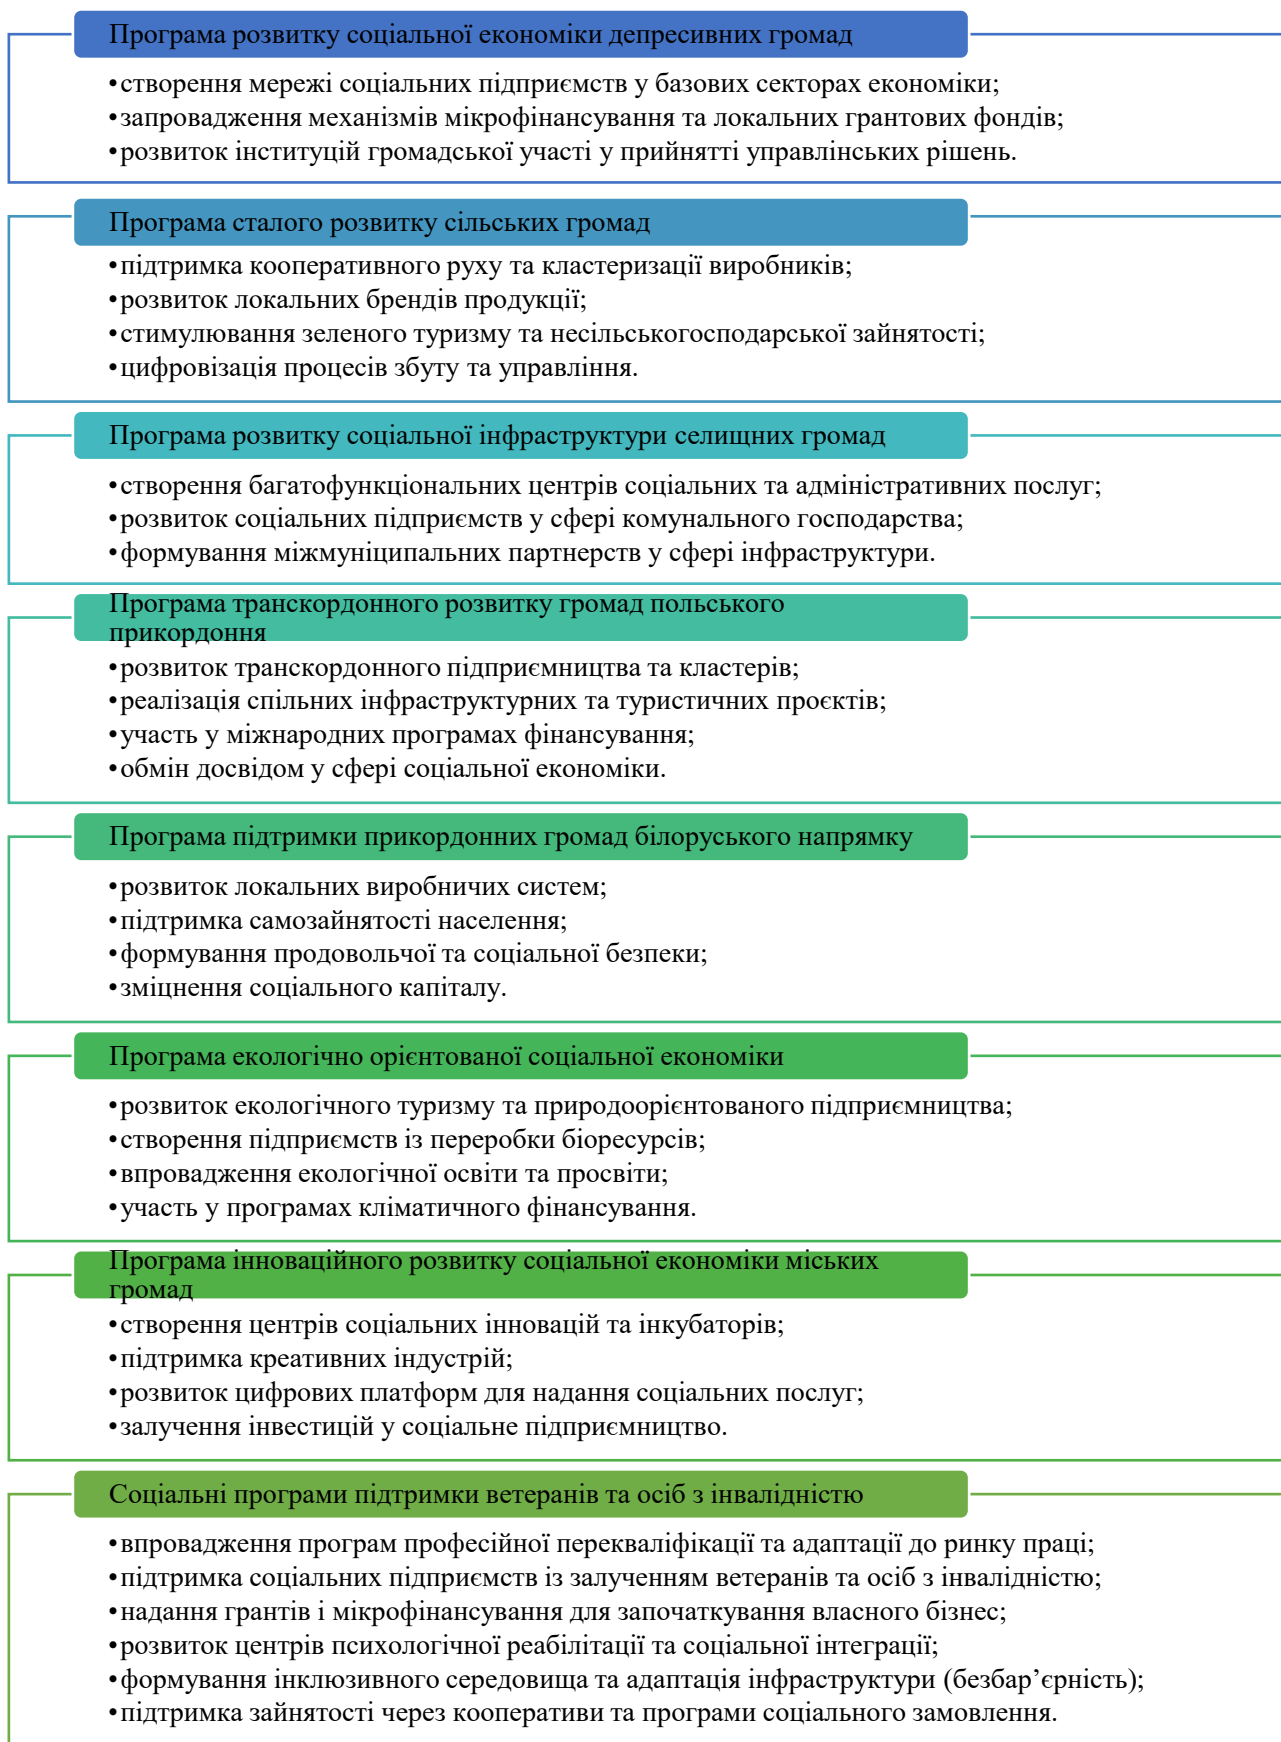 Програма розвитку соціальної економіки депресивних громад
•створення мережі соціальних підприємств у базових секторах економіки;
•запровадження механізмів мікрофінансування та локальних грантових фондів;
•розвиток інституцій громадської участі у прийнятті управлінських рішень.
Програма сталого розвитку сільських громад
•підтримка кооперативного руху та кластеризації виробників;
•розвиток локальних брендів продукції;
•стимулювання зеленого туризму та несільськогосподарської зайнятості;
•цифровізація процесів збуту та управління.
Програма розвитку соціальної інфраструктури селищних громад
•створення багатофункціональних центрів соціальних та адміністративних послуг;
•розвиток соціальних підприємств у сфері комунального господарства;
•формування міжмуніципальних партнерств у сфері інфраструктури.
Програма транскордонного розвитку громад польського
прикордоння
•розвиток транскордонного підприємництва та кластерів;
•реалізація спільних інфраструктурних та туристичних проєктів;
•участь у міжнародних програмах фінансування;
•обмін досвідом у сфері соціальної економіки.
Програма підтримки прикордонних громад білоруського напрямку
•розвиток локальних виробничих систем;
•підтримка самозайнятості населення;
•формування продовольчої та соціальної безпеки;
•зміцнення соціального капіталу.
Програма екологічно орієнтованої соціальної економіки
•розвиток екологічного туризму та природоорієнтованого підприємництва;
•створення підприємств із переробки біоресурсів;
•впровадження екологічної освіти та просвіти;
•участь у програмах кліматичного фінансування.
Програма інноваційного розвитку соціальної економіки міських
громад
•створення центрів соціальних інновацій та інкубаторів;
•підтримка креативних індустрій;
•розвиток цифрових платформ для надання соціальних послуг;
•залучення інвестицій у соціальне підприємництво.
Соціальні програми підтримки ветеранів та осіб з інвалідністю
•впровадження програм професійної перекваліфікації та адаптації до ринку праці;
•підтримка соціальних підприємств із залученням ветеранів та осіб з інвалідністю;
•надання грантів і мікрофінансування для започаткування власного бізнес;
•розвиток центрів психологічної реабілітації та соціальної інтеграції;
•формування інклюзивного середовища та адаптація інфраструктури (безбар’єрність);
•підтримка зайнятості через кооперативи та програми соціального замовлення.